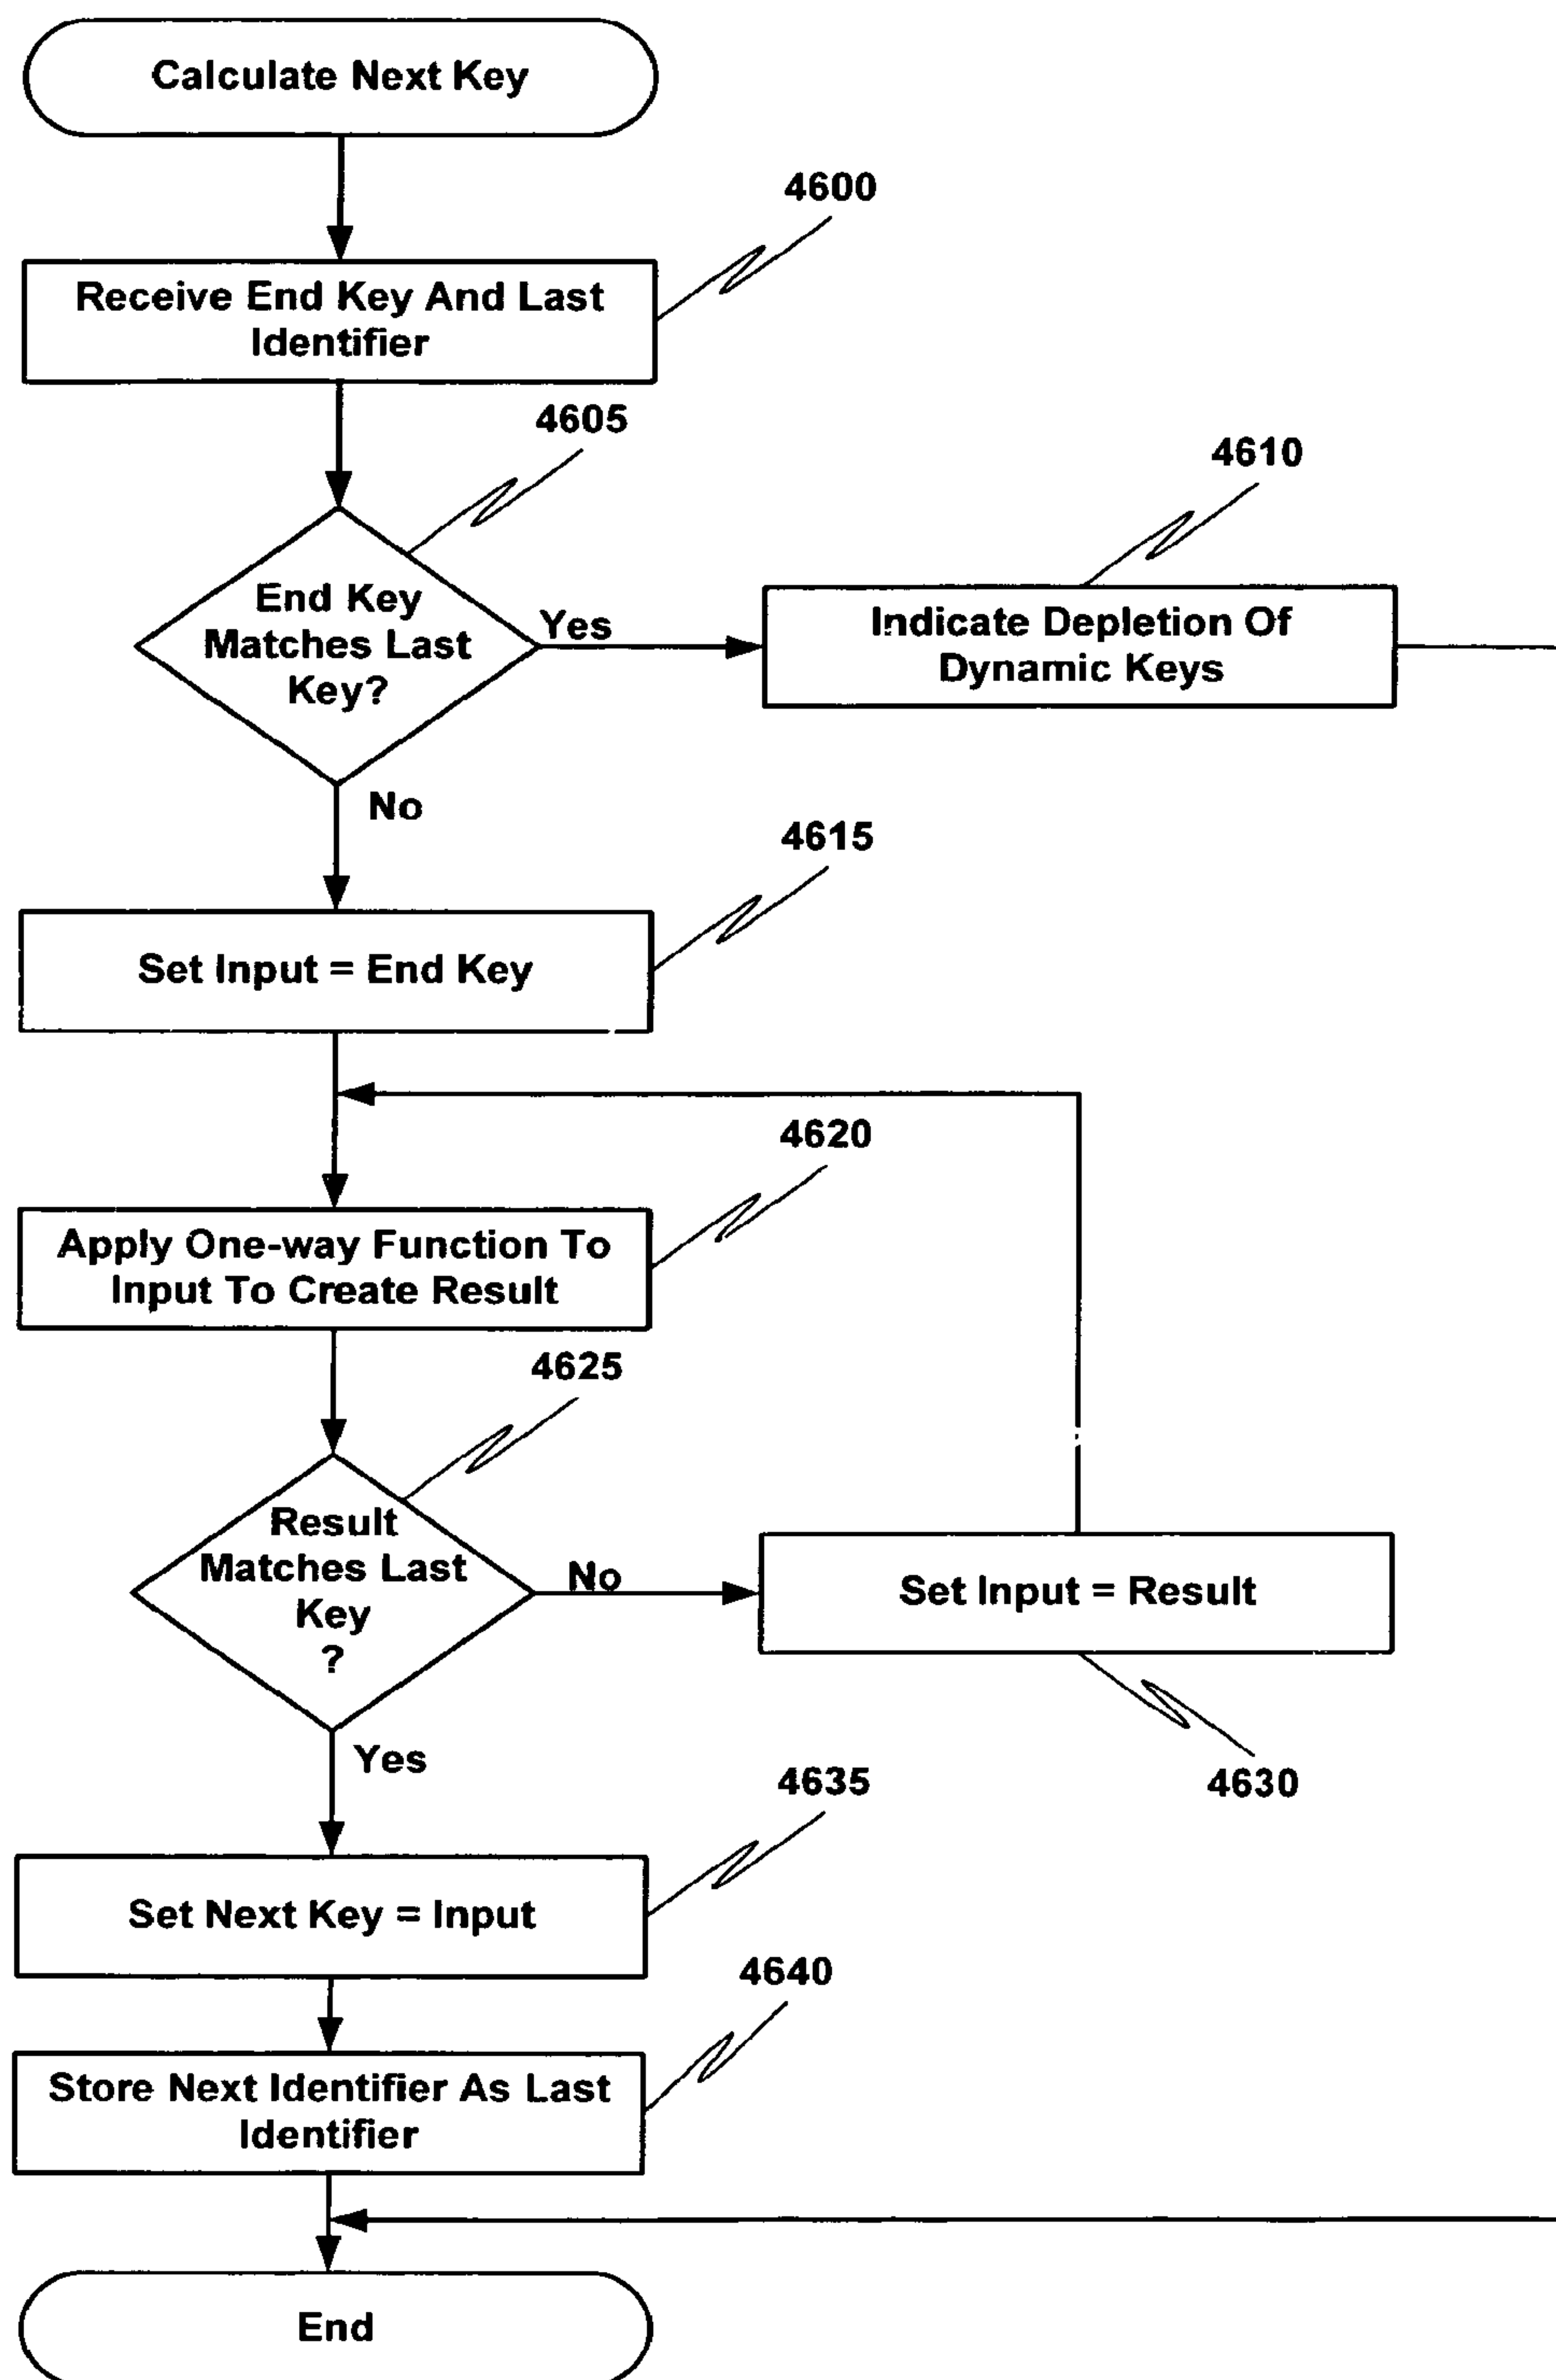 Calculate Next Key
4600
Receive End Key And Last
Identifier
4605
4610
End Key
Matches Last
Key?
Yes
Indicate Depletion Of
Dynamic Keys
No
4615
Set Input = End Key
4620
Apply One-way Function To
Input To Create Result
4625
Result
Matches Last
Key
?
No
Set Input = Result
Yes
4630
4635
Set Next Key = Input
4640
Store Next Identifier As Last
Identifier
End